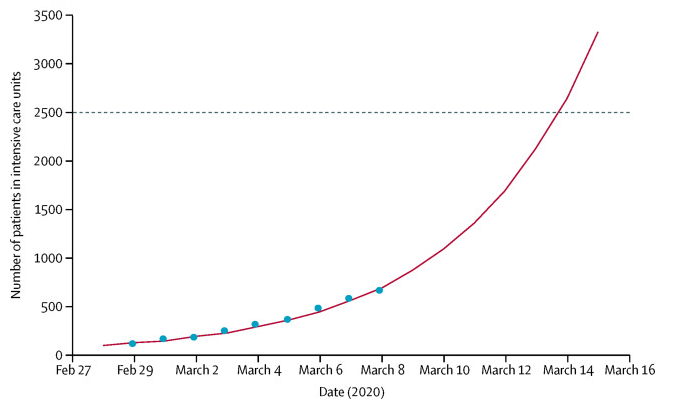 3500
3000
2500
2000
1500
1000
500
0
Number of patients in intensive care units
Feb 27 Feb 29 March 2 March 4 March 6 March 8 March 10 March 12 March 14 March 16
Date (2020)